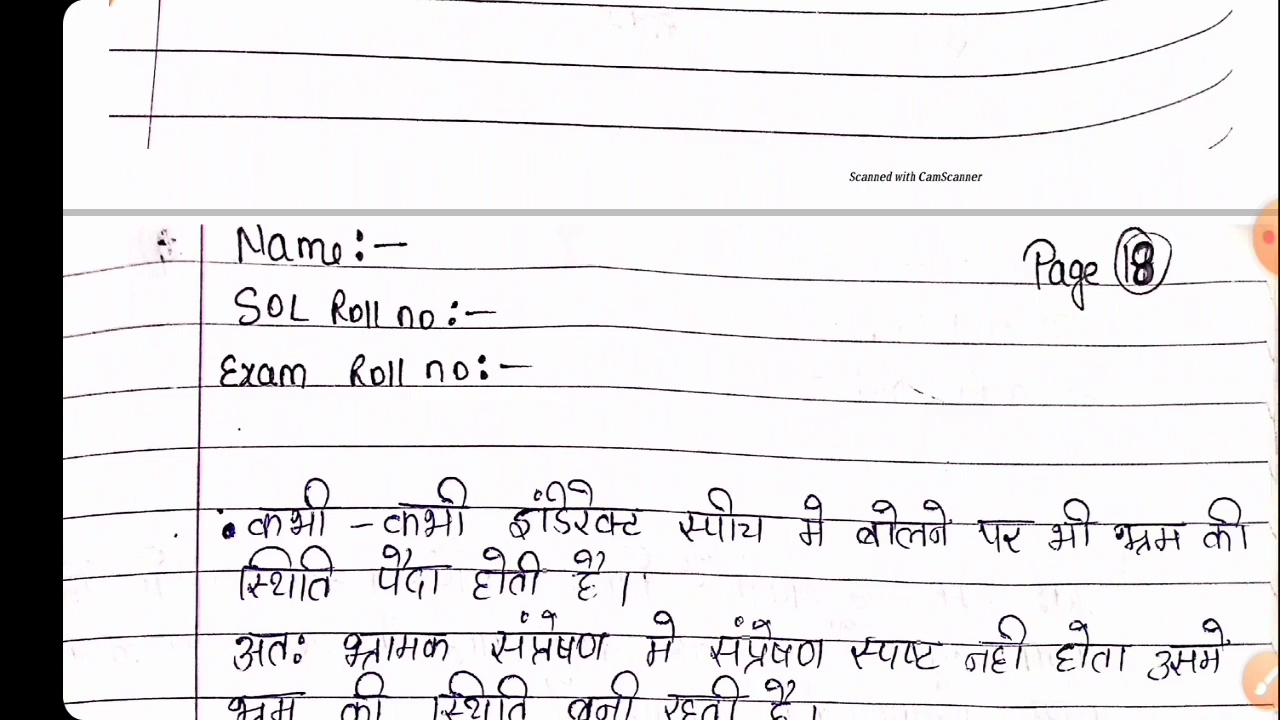 Scanned with CamScanner
Name:-
Page 18
SOL Roll no:-
Exam Roll no:-
• कभी - कभी इंडिरेक्ट स्पीच मे बोलने पर भी भ्रम की
स्थिति पैदा होती है।
अत: भ्रामक संप्रेषण मे संप्रेषण स्पष्ट नही होता उसमे
भ्रम की स्थिति बनी रहती है।